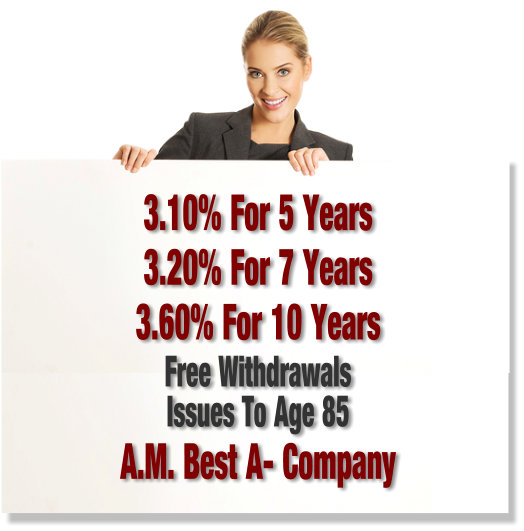 3.10% For 5 Years
3.20% For 7 Years
3.60% For 10 Years
Free Withdrawals
Issues To Age 85
A.M. Best A- Company